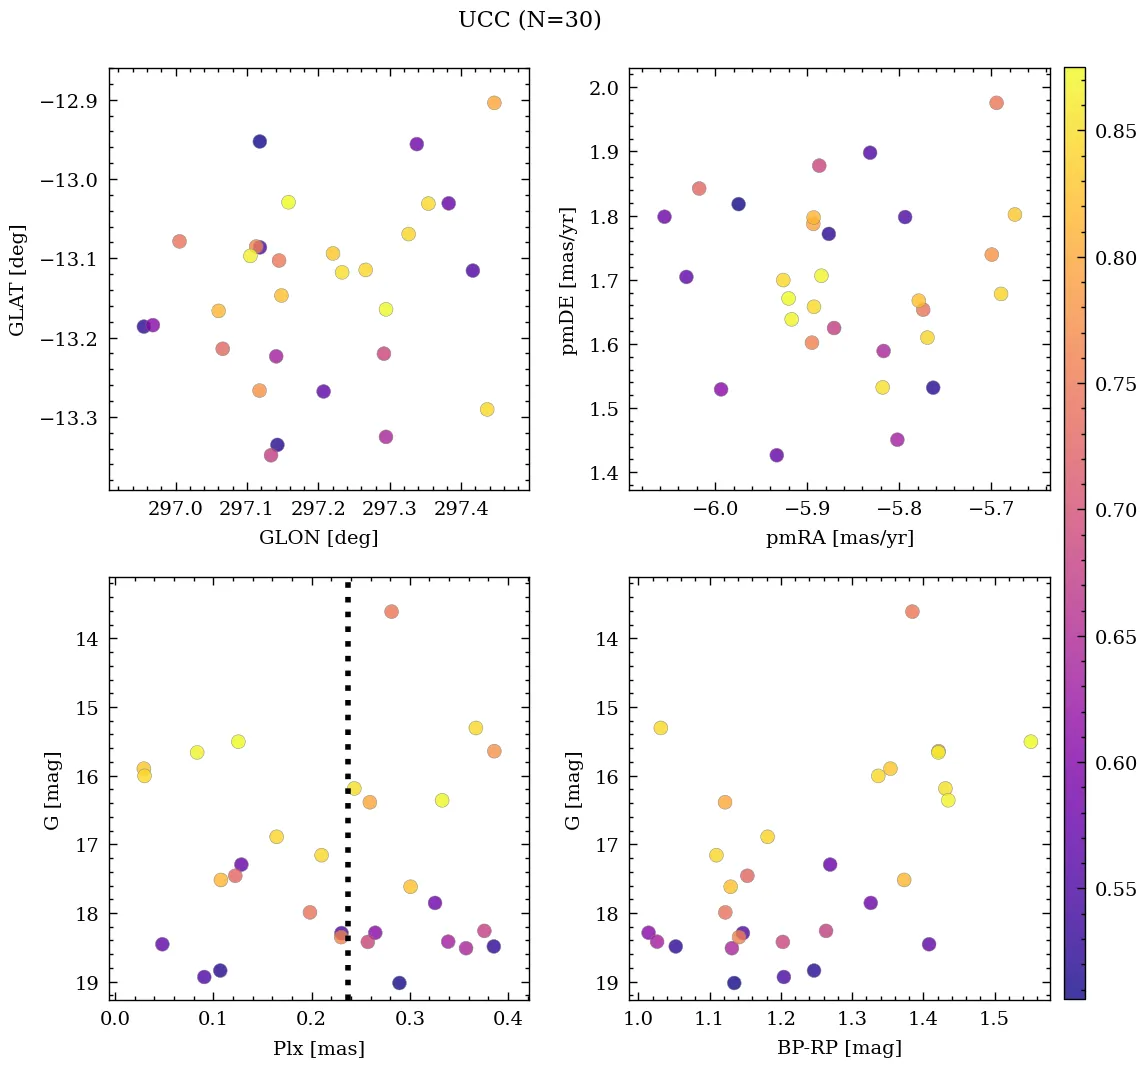 UCC (N=30)
−12.9
−13.0
−13.1
−13.2
−13.3
GLAT [deg]
297.0 297.1 297.2 297.3 297.4
GLON [deg]
2.0
1.9
1.8
1.7
1.6
1.5
1.4
pmDE [mas/yr]
−6.0 −5.9 −5.8 −5.7
pmRA [mas/yr]
14
15
16
17
18
19
G [mag]
0.0 0.1 0.2 0.3 0.4
Plx [mas]
14
15
16
17
18
19
G [mag]
1.0 1.1 1.2 1.3 1.4 1.5
BP-RP [mag]
0.85
0.80
0.75
0.70
0.65
0.60
0.55